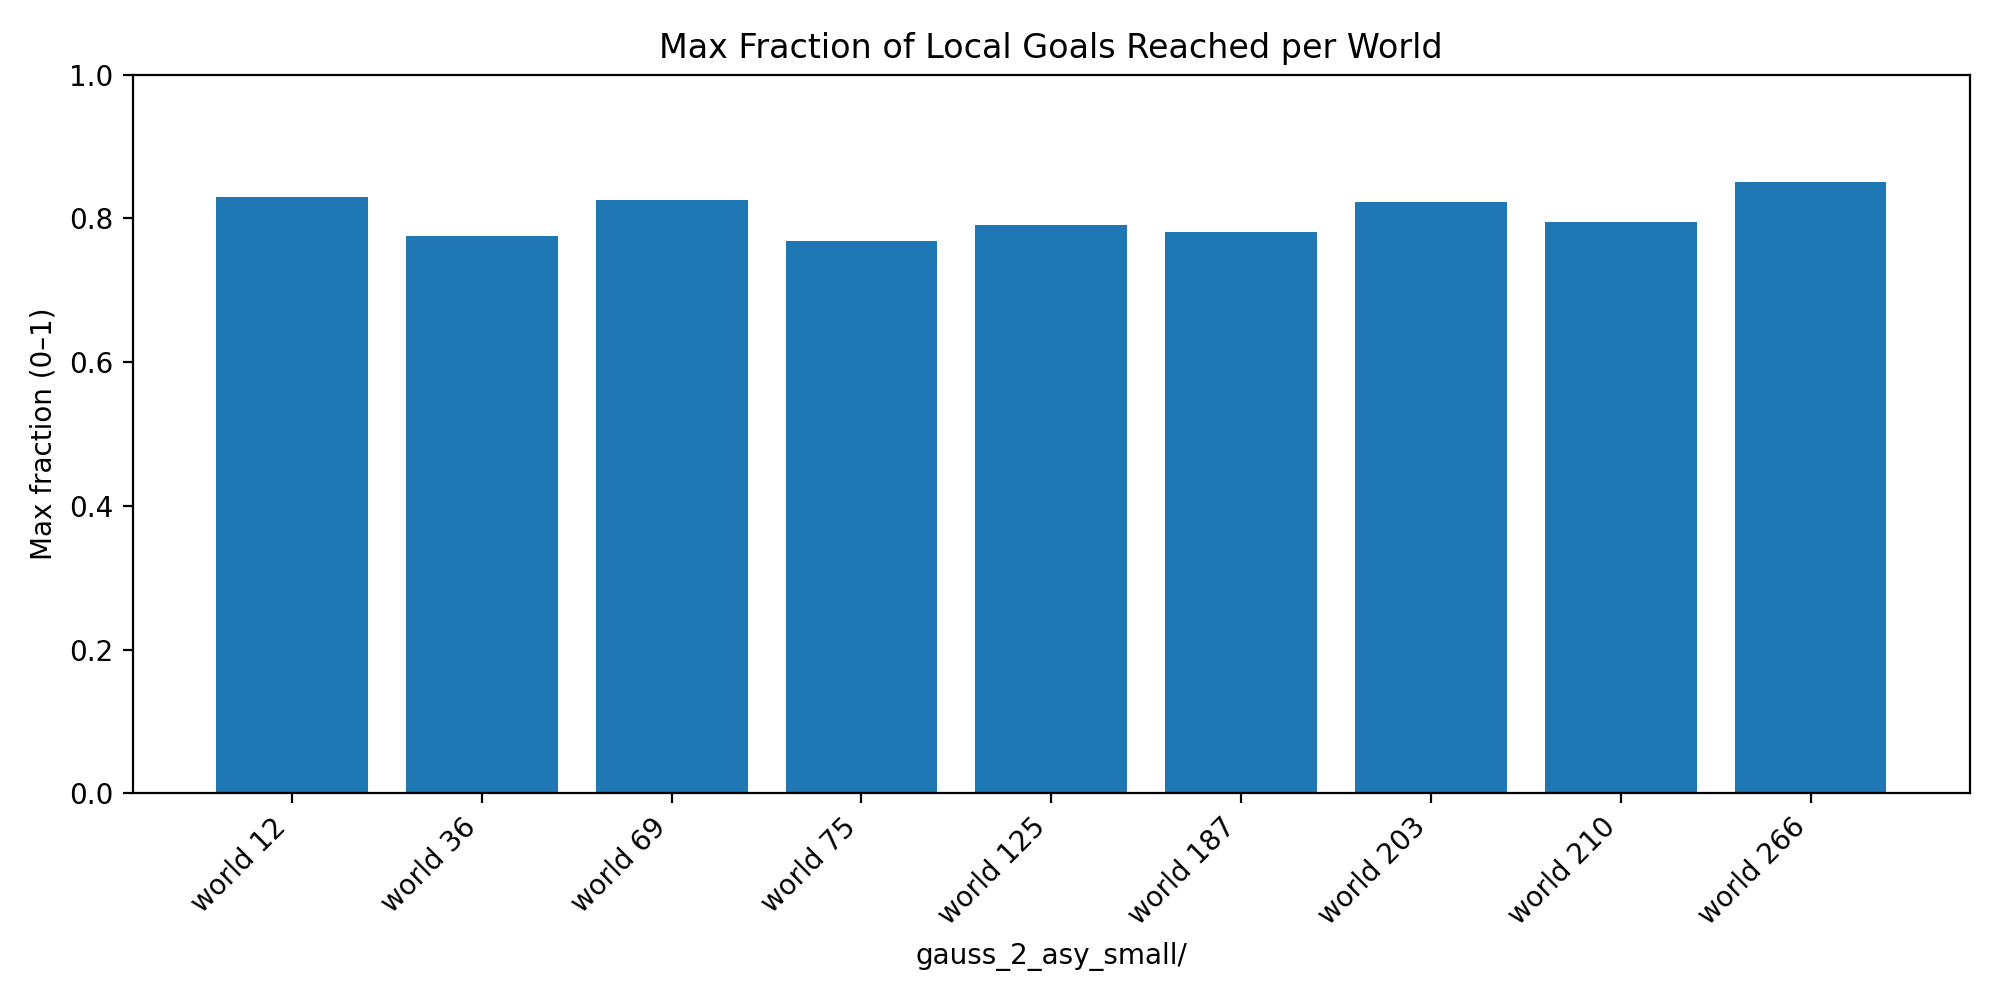 Max Fraction of Local Goals Reached per World
Max fraction (0–1)
1.0
0.8
0.6
0.4
0.2
0.0
world 12
world 36
world 69
world 75
world 125
world 187
world 203
world 210
world 266
gauss_2_asy_small/